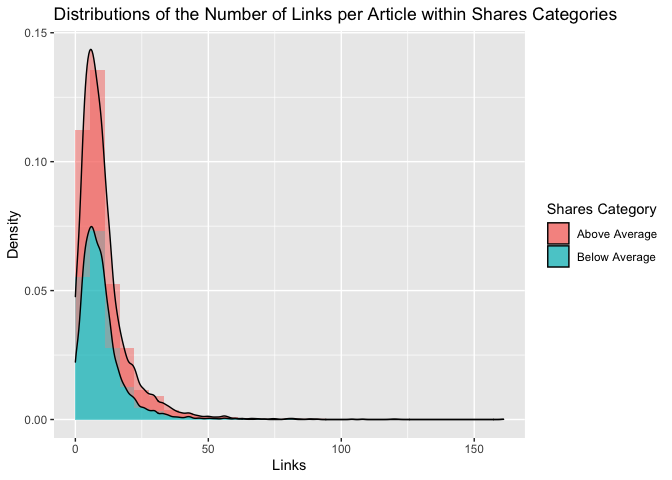 Distributions of the Number of Links per Article within Shares Categories
0.15
0.10
0.05
0.00
Density
0 50 100 150
Links
Shares Category
Above Average
Below Average